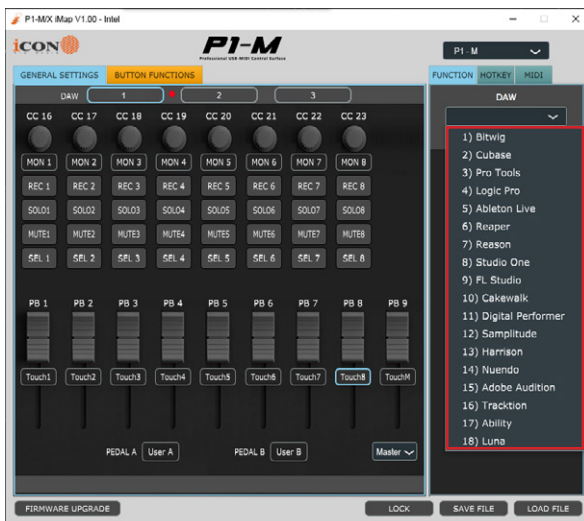 P1-M/X iMap V1.00 - Intel
iCON
P1-M
Professional USB-MIDI Control Surface
P1-M
GENERAL SETTINGS BUTTON FUNCTIONS
FUNCTION HOTKEY MIDI
DAW 1 2 3
DAW
CC 16 CC 17 CC 18 CC 19 CC 20 CC 21 CC 22 CC 23
MON 1 MON 2 MON 3 MON 4 MON 5 MON 6 MON 7 MON 8
REC 1 REC 2 REC 3 REC 4 REC 5 REC 6 REC 7 REC 8
SOLO1 SOLO2 SOLO3 SOLO4 SOLO5 SOLO6 SOLO7 SOLO8
MUTE1 MUTE2 MUTE3 MUTE4 MUTE5 MUTE6 MUTE7 MUTE8
SEL 1 SEL 2 SEL 3 SEL 4 SEL 5 SEL 6 SEL 7 SEL 8
PB 1 PB 2 PB 3 PB 4 PB 5 PB 6 PB 7 PB 8 PB 9
Touch1 Touch2 Touch3 Touch4 Touch5 Touch6 Touch7 Touch8 TouchM
PEDAL A User A PEDAL B User B Master
1) Bitwig
2) Cubase
3) Pro Tools
4) Logic Pro
5) Ableton Live
6) Reaper
7) Reason
8) Studio One
9) FL Studio
10) Cakewalk
11) Digital Performer
12) Samplitude
13) Harrison
14) Nuendo
15) Adobe Audition
16) Tracktion
17) Ability
18) Luna
FIRMWARE UPGRADE LOCK SAVE FILE LOAD FILE